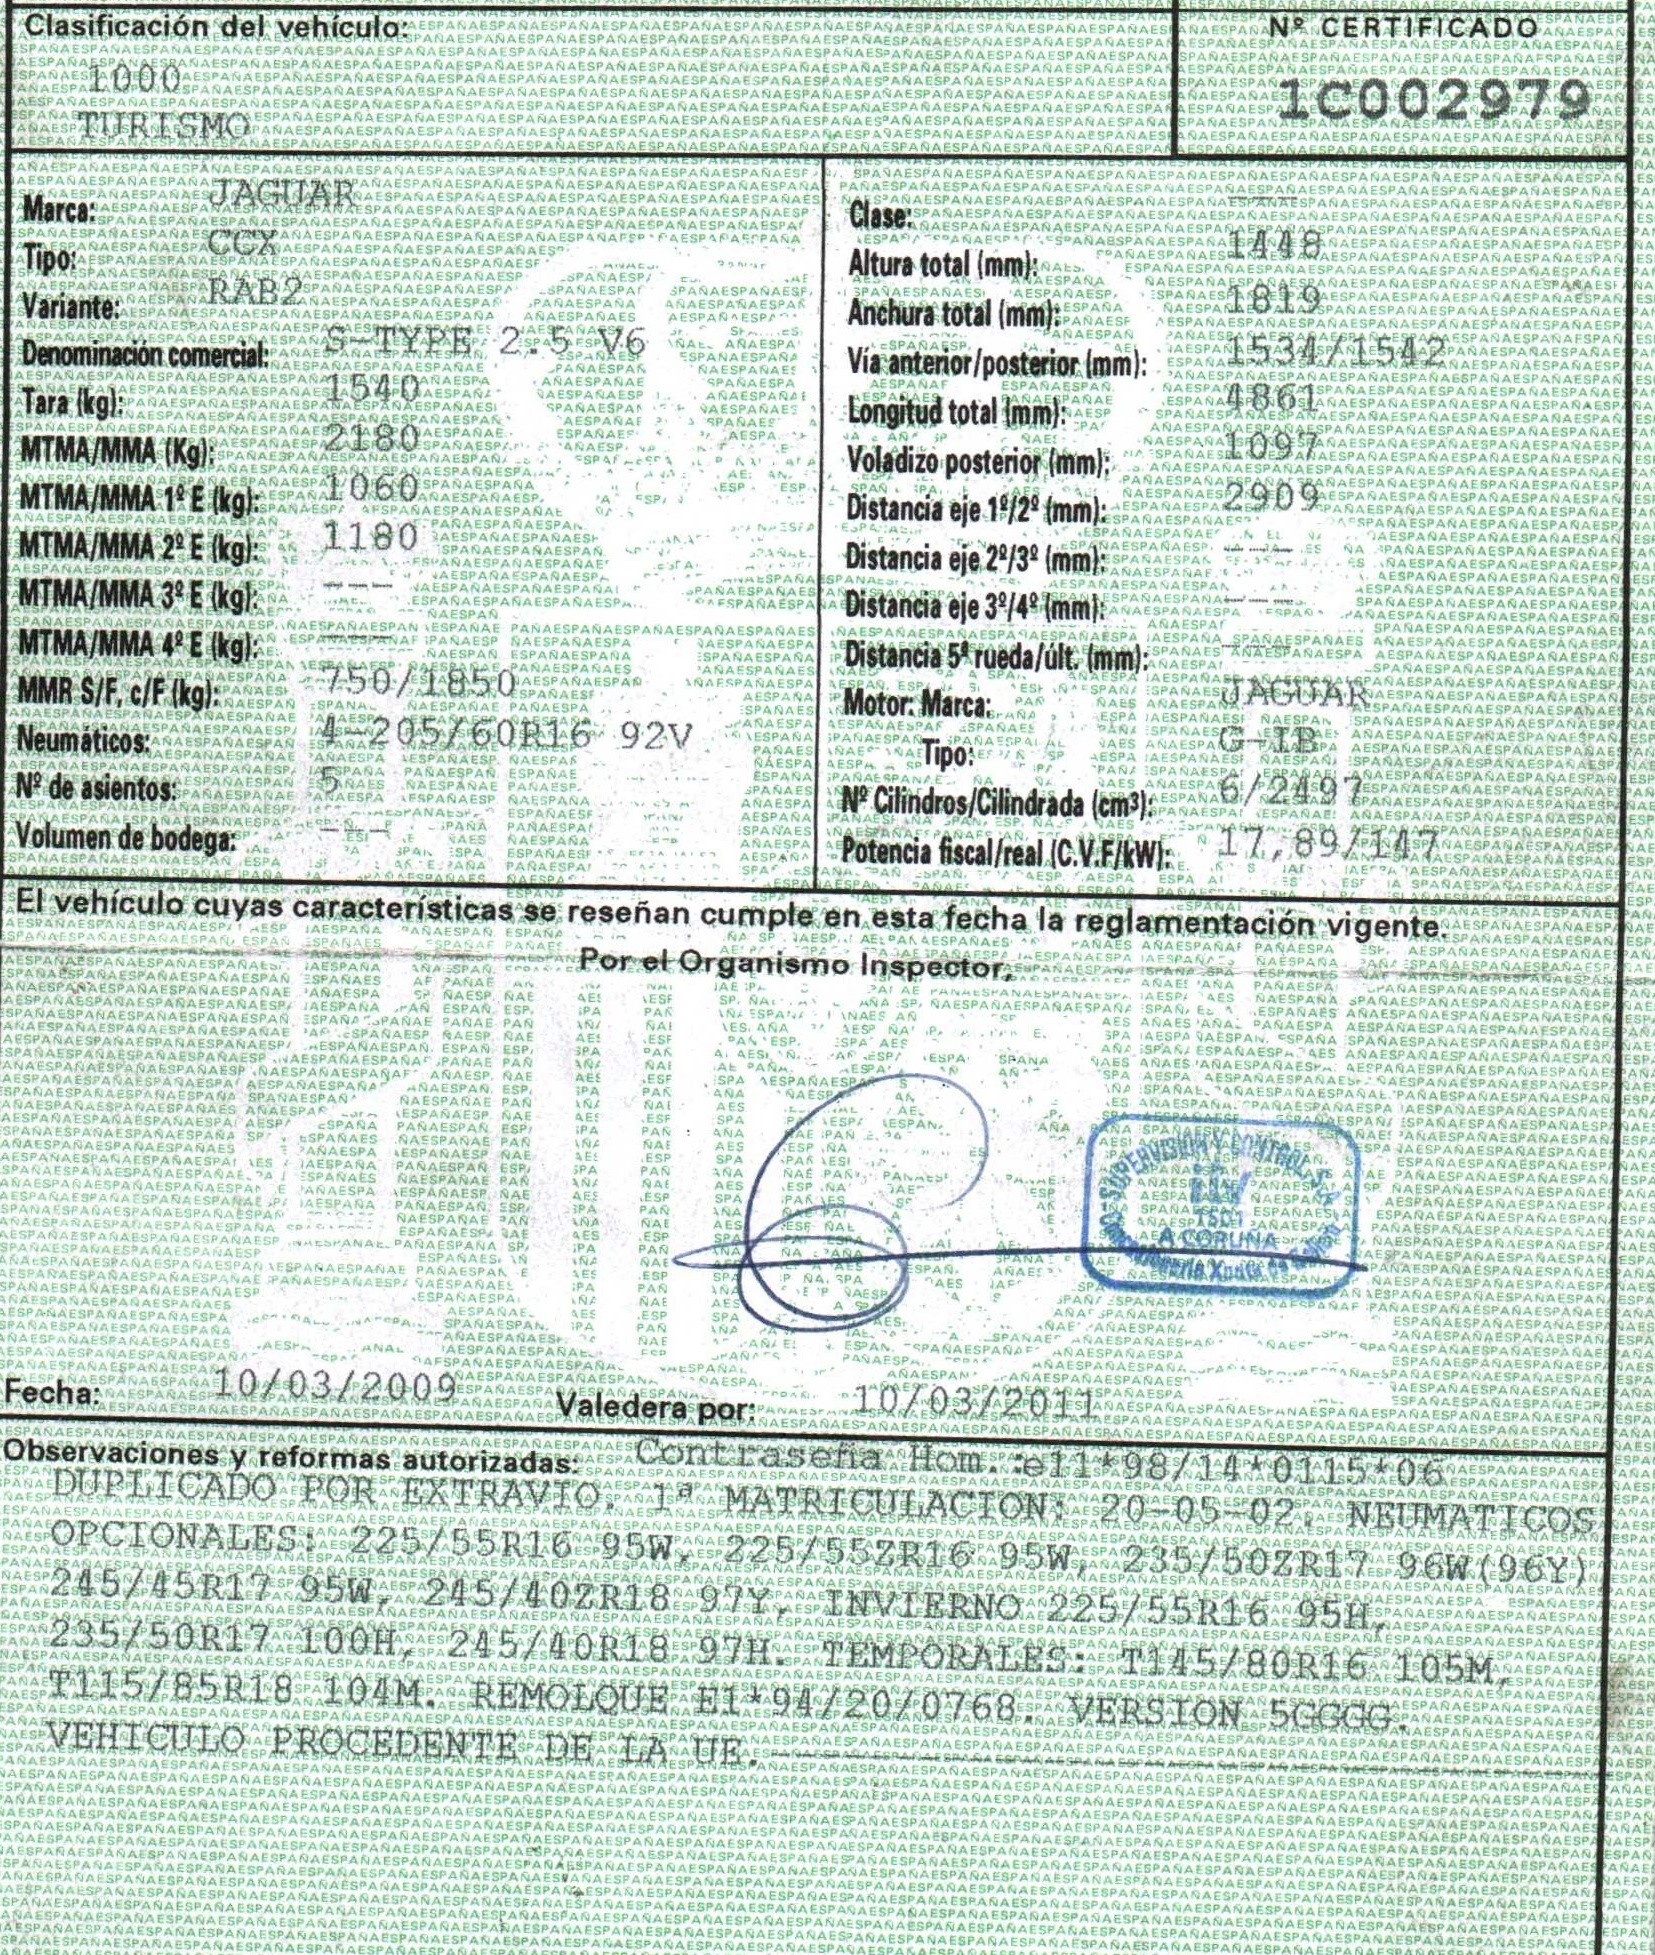 Clasificación del vehículo:
1000
TURISMO
Nº CERTIFICADO
1C002979
Marca: JAGUAR
Tipo: CCX
Variante: RAB2
Denominación comercial: S-TYPE 2.5 V6
Tara (kg): 1540
MTMA/MMA (Kg): 2180
MTMA/MMA 1º E (kg): 1060
MTMA/MMA 2º E (kg): 1180
MTMA/MMA 3º E (kg): ---
MTMA/MMA 4º E (kg): ---
MMR S/F, c/F (kg): 750/1850
Neumáticos: 4-205/60R16 92V
Nº de asientos: 5
Volumen de bodega: ---
Clase: ---
Altura total (mm): 1448
Anchura total (mm): 1819
Vía anterior/posterior (mm): 1534/1542
Longitud total (mm): 4861
Voladizo posterior (mm): 1097
Distancia eje 1º/2º (mm): 2909
Distancia eje 2º/3º (mm): ---
Distancia eje 3º/4º (mm): ---
Distancia 5ª rueda/últ. (mm): ---
Motor: Marca: JAGUAR
Tipo: G-IB
Nº Cilindros/Cilindrada (cm³): 6/2497
Potencia fiscal/real (C.V.F/kW): 17,89/147
El vehículo cuyas características se reseñan cumple en esta fecha la reglamentación vigente.
Por el Organismo Inspector,
SUPERVISION Y CONTROL, S.A.
ITV
A CORUÑA
Xunta de Galicia
Fecha: 10/03/2009 Valedera por: 10/03/2011
Observaciones y reformas autorizadas: Contraseña Hom.:e11*98/14*0115*06
DUPLICADO POR EXTRAVIO. 1ª MATRICULACION: 20-05-02. NEUMATICOS
OPCIONALES: 225/55R16 95W, 225/55ZR16 95W, 235/50ZR17 96W(96Y)
245/45R17 95W, 245/40ZR18 97Y, INVIERNO 225/55R16 95H,
235/50R17 100H, 245/40R18 97H. TEMPORALES: T145/80R16 105M,
T115/85R18 104M. REMOLQUE E1*94/20/0768. VERSION 5GGGG.
VEHICULO PROCEDENTE DE LA UE.